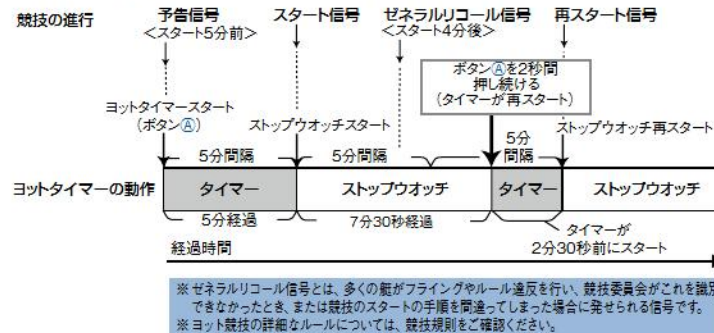 競技の進行
予告信号
<スタート5分前>
スタート信号
ゼネラルリコール信号
<スタート4分後>
再スタート信号
ボタンⒶを2秒間
押し続ける
(タイマーが再スタート)
ヨットタイマースタート
(ボタンⒶ)
ストップウオッチスタート
ストップウオッチ再スタート
5分間隔
5分間隔
5分
間隔
ヨットタイマーの動作
タイマー
ストップウオッチ
タイマー
ストップウオッチ
5分経過
7分30秒経過
タイマーが
2分30秒前にスタート
経過時間
※ゼネラルリコール信号とは、多くの艇がフライングやルール違反を行い、競技委員会がこれを識別
できなかったとき、または競技のスタートの手順を間違ってしまった場合に発せられる信号です。
※ヨット競技の詳細なルールについては、競技規則をご確認ください。